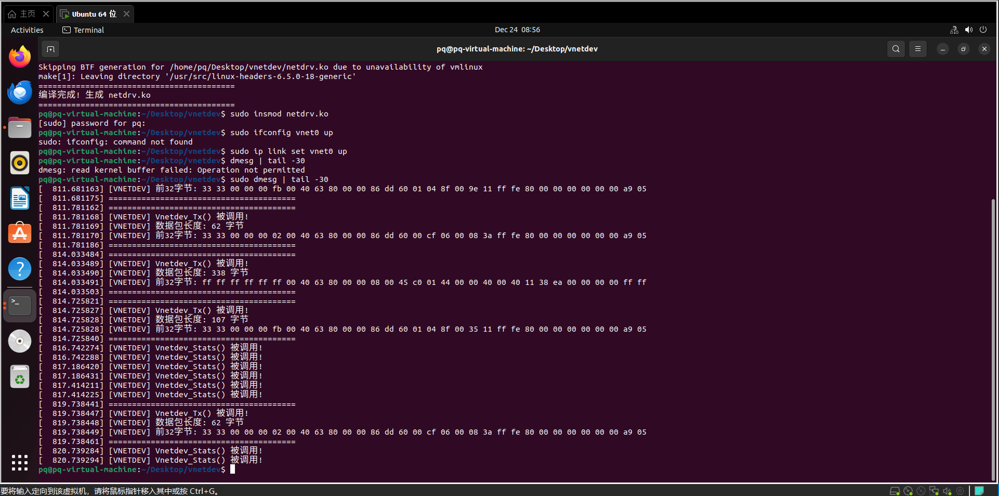 主页
Ubuntu 64 位
Activities
Terminal
Dec 24 08:56
pq@pq-virtual-machine: ~/Desktop/vnetdev
Skipping BTF generation for /home/pq/Desktop/vnetdev/netdrv.ko due to unavailability of vmlinux
make[1]: Leaving directory '/usr/src/linux-headers-6.5.0-18-generic'
==========================================
编译完成! 生成 netdrv.ko
==========================================
pq@pq-virtual-machine:~/Desktop/vnetdev$ sudo insmod netdrv.ko
[sudo] password for pq:
pq@pq-virtual-machine:~/Desktop/vnetdev$ sudo ifconfig vnet0 up
sudo: ifconfig: command not found
pq@pq-virtual-machine:~/Desktop/vnetdev$ sudo ip link set vnet0 up
pq@pq-virtual-machine:~/Desktop/vnetdev$ dmesg | tail -30
dmesg: read kernel buffer failed: Operation not permitted
pq@pq-virtual-machine:~/Desktop/vnetdev$ sudo dmesg | tail -30
[  811.681163] [VNETDEV] 前32字节: 33 33 00 00 00 fb 00 40 63 80 00 00 86 dd 60 01 04 8f 00 9e 11 ff fe 80 00 00 00 00 00 00 a9 05
[  811.681175] ========================================
[  811.781162] ========================================
[  811.781168] [VNETDEV] Vnetdev_Tx() 被调用!
[  811.781169] [VNETDEV] 数据包长度: 62 字节
[  811.781170] [VNETDEV] 前32字节: 33 33 00 00 00 02 00 40 63 80 00 00 86 dd 60 00 cf 06 00 08 3a ff fe 80 00 00 00 00 00 00 a9 05
[  811.781186] ========================================
[  814.033484] ========================================
[  814.033489] [VNETDEV] Vnetdev_Tx() 被调用!
[  814.033490] [VNETDEV] 数据包长度: 338 字节
[  814.033491] [VNETDEV] 前32字节: ff ff ff ff ff ff 00 40 63 80 00 00 08 00 45 c0 01 44 00 00 40 00 40 11 38 ea 00 00 00 00 ff ff
[  814.033503] ========================================
[  814.725821] ========================================
[  814.725827] [VNETDEV] Vnetdev_Tx() 被调用!
[  814.725828] [VNETDEV] 数据包长度: 107 字节
[  814.725828] [VNETDEV] 前32字节: 33 33 00 00 00 fb 00 40 63 80 00 00 86 dd 60 01 04 8f 00 35 11 ff fe 80 00 00 00 00 00 00 a9 05
[  814.725840] ========================================
[  816.742274] [VNETDEV] Vnetdev_Stats() 被调用!
[  816.742288] [VNETDEV] Vnetdev_Stats() 被调用!
[  817.186420] [VNETDEV] Vnetdev_Stats() 被调用!
[  817.186431] [VNETDEV] Vnetdev_Stats() 被调用!
[  817.414211] [VNETDEV] Vnetdev_Stats() 被调用!
[  817.414225] [VNETDEV] Vnetdev_Stats() 被调用!
[  819.738441] ========================================
[  819.738447] [VNETDEV] Vnetdev_Tx() 被调用!
[  819.738448] [VNETDEV] 数据包长度: 62 字节
[  819.738449] [VNETDEV] 前32字节: 33 33 00 00 00 02 00 40 63 80 00 00 86 dd 60 00 cf 06 00 08 3a ff fe 80 00 00 00 00 00 00 a9 05
[  819.738461] ========================================
[  820.739284] [VNETDEV] Vnetdev_Stats() 被调用!
[  820.739294] [VNETDEV] Vnetdev_Stats() 被调用!
pq@pq-virtual-machine:~/Desktop/vnetdev$
要将输入定向到该虚拟机，请将鼠标指针移入其中或按 Ctrl+G。